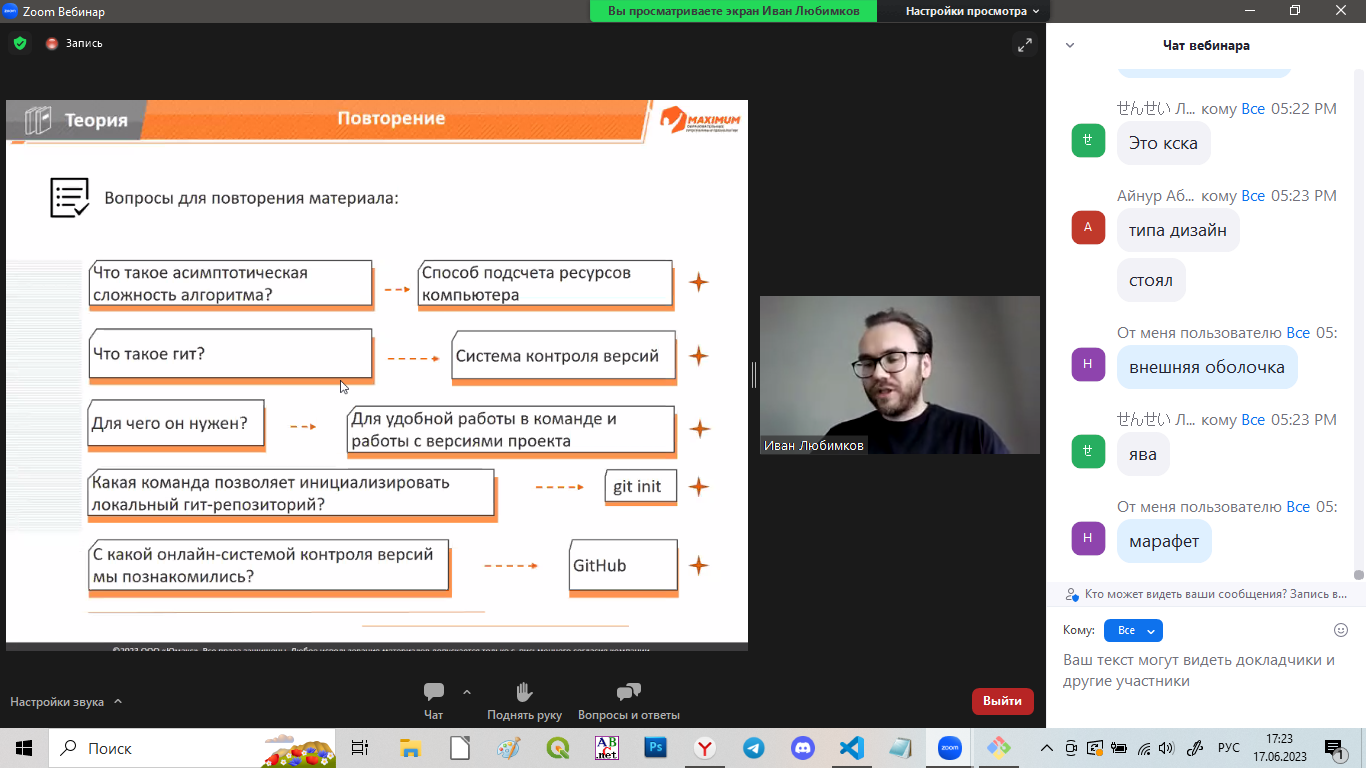 Zoom Вебинар
Вы просматриваете экран Иван Любимков
Настройки просмотра
Запись
Теория
Повторение
MAXIMUM
Вопросы для повторения материала:
Что такое асимптотическая
сложность алгоритма?
Способ подсчета ресурсов
компьютера
Что такое гит?
Система контроля версий
Для чего он нужен?
Для удобной работы в команде и
работы с версиями проекта
Какая команда позволяет инициализировать
локальный гит-репозиторий?
git init
С какой онлайн-системой контроля версий
мы познакомились?
GitHub
Иван Любимков
Настройки звука
Чат
Поднять руку
Вопросы и ответы
Выйти
Чат вебинара
せんせい Л... кому Все 05:22 PM
せ
Это кска
Айнур Аб... кому Все 05:23 PM
А
типа дизайн
стоял
От меня пользователю Все 05:
Н
внешняя оболочка
せんせい Л... кому Все 05:23 PM
せ
ява
От меня пользователю Все 05:
Н
марафет
Кто может видеть ваши сообщения? Запись в...
Кому: Все
Ваш текст могут видеть докладчики и
другие участники
Поиск
ABC
.net
Ps
Y
zoom
РУС
17:23
17.06.2023
1